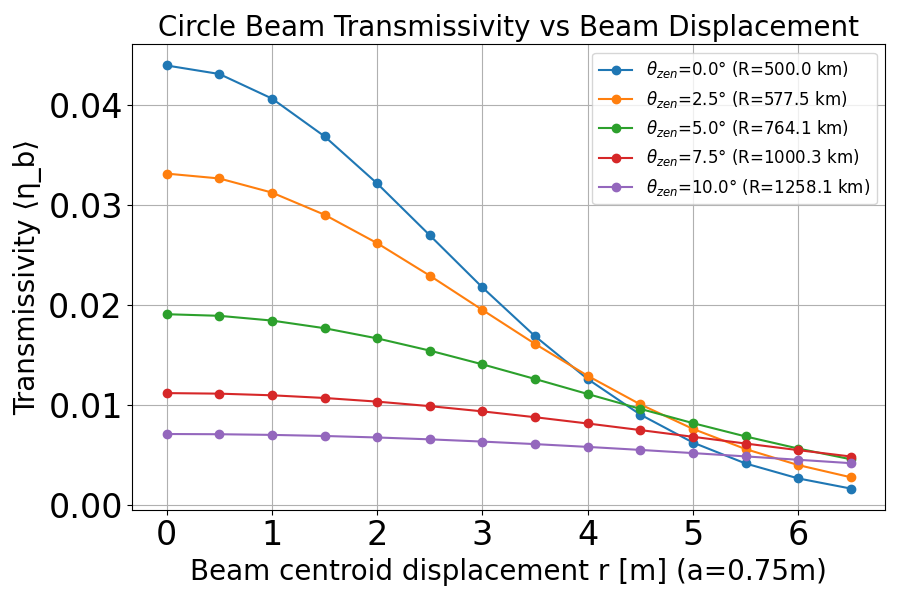 Circle Beam Transmissivity vs Beam Displacement
θzen=0.0° (R=500.0 km)
θzen=2.5° (R=577.5 km)
θzen=5.0° (R=764.1 km)
θzen=7.5° (R=1000.3 km)
θzen=10.0° (R=1258.1 km)
Transmissivity ⟨η_b⟩
0.04
0.03
0.02
0.01
0.00
0 1 2 3 4 5 6
Beam centroid displacement r [m] (a=0.75m)